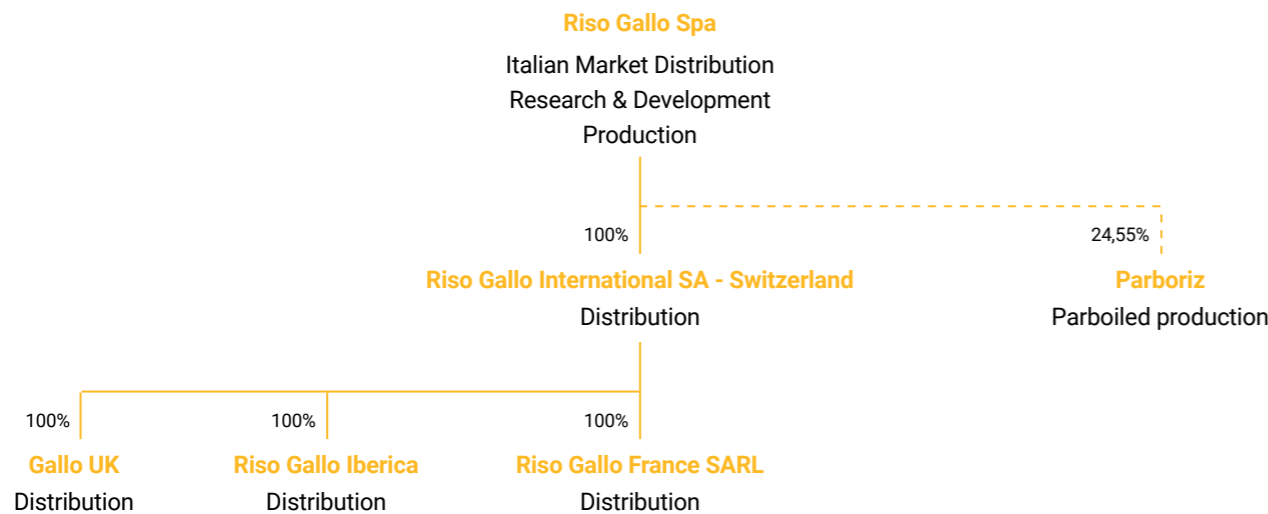 Riso Gallo Spa
Italian Market Distribution
Research & Development
Production
100%
24,55%
Riso Gallo International SA - Switzerland
Parboriz
Distribution
Parboiled production
100%
100%
100%
Gallo UK
Riso Gallo Iberica
Riso Gallo France SARL
Distribution
Distribution
Distribution